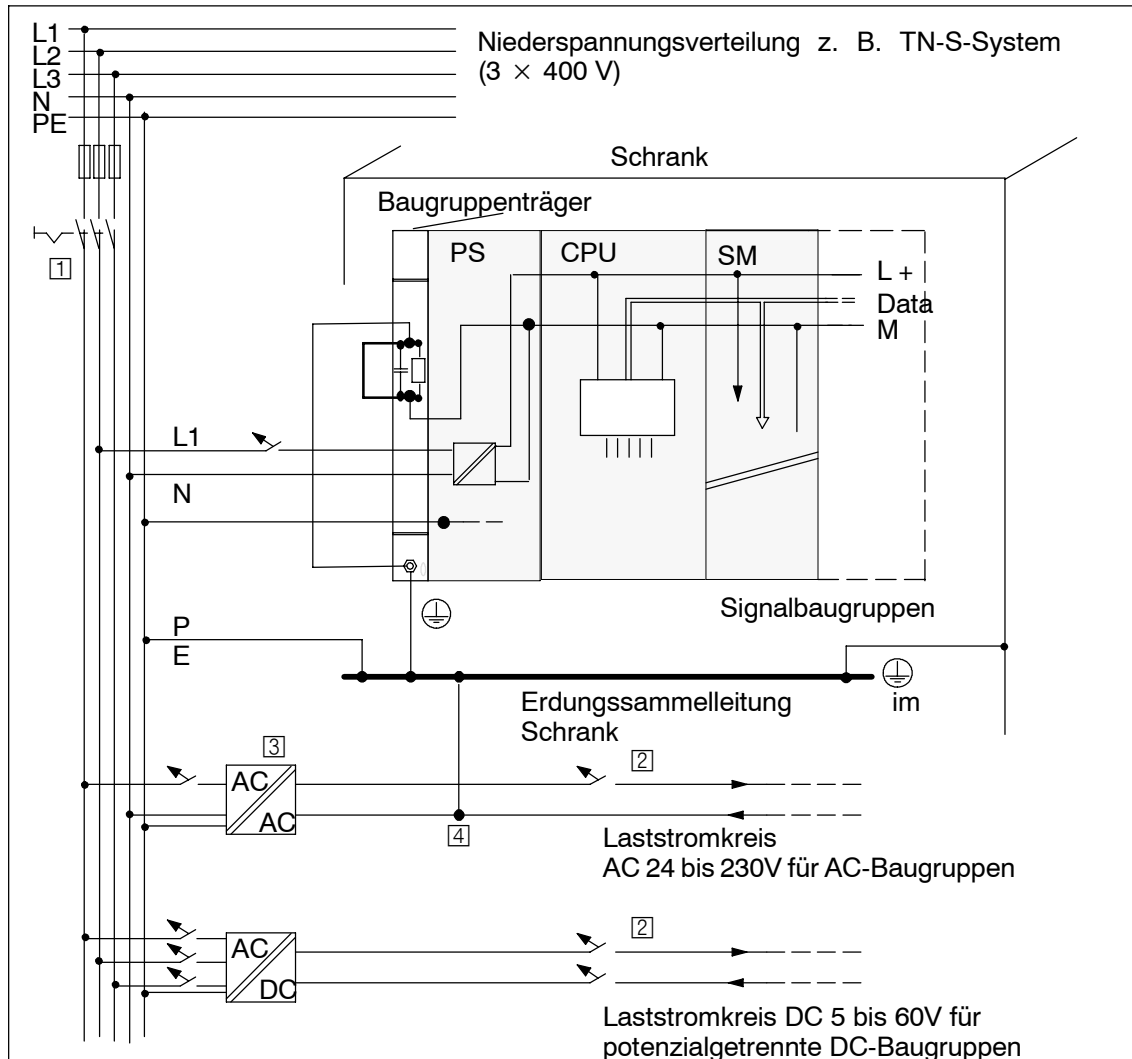 L1
L2
L3
N
PE
Niederspannungsverteilung z. B. TN-S-System
(3 × 400 V)
Schrank
Baugruppenträger
PS
CPU
SM
L +
Data
M
1
L1
N
Signalbaugruppen
P
E
Erdungssammelleitung im
Schrank
3
AC
AC
2
4
Laststromkreis
AC 24 bis 230V für AC-Baugruppen
AC
DC
2
Laststromkreis DC 5 bis 60V für
potenzialgetrennte DC-Baugruppen